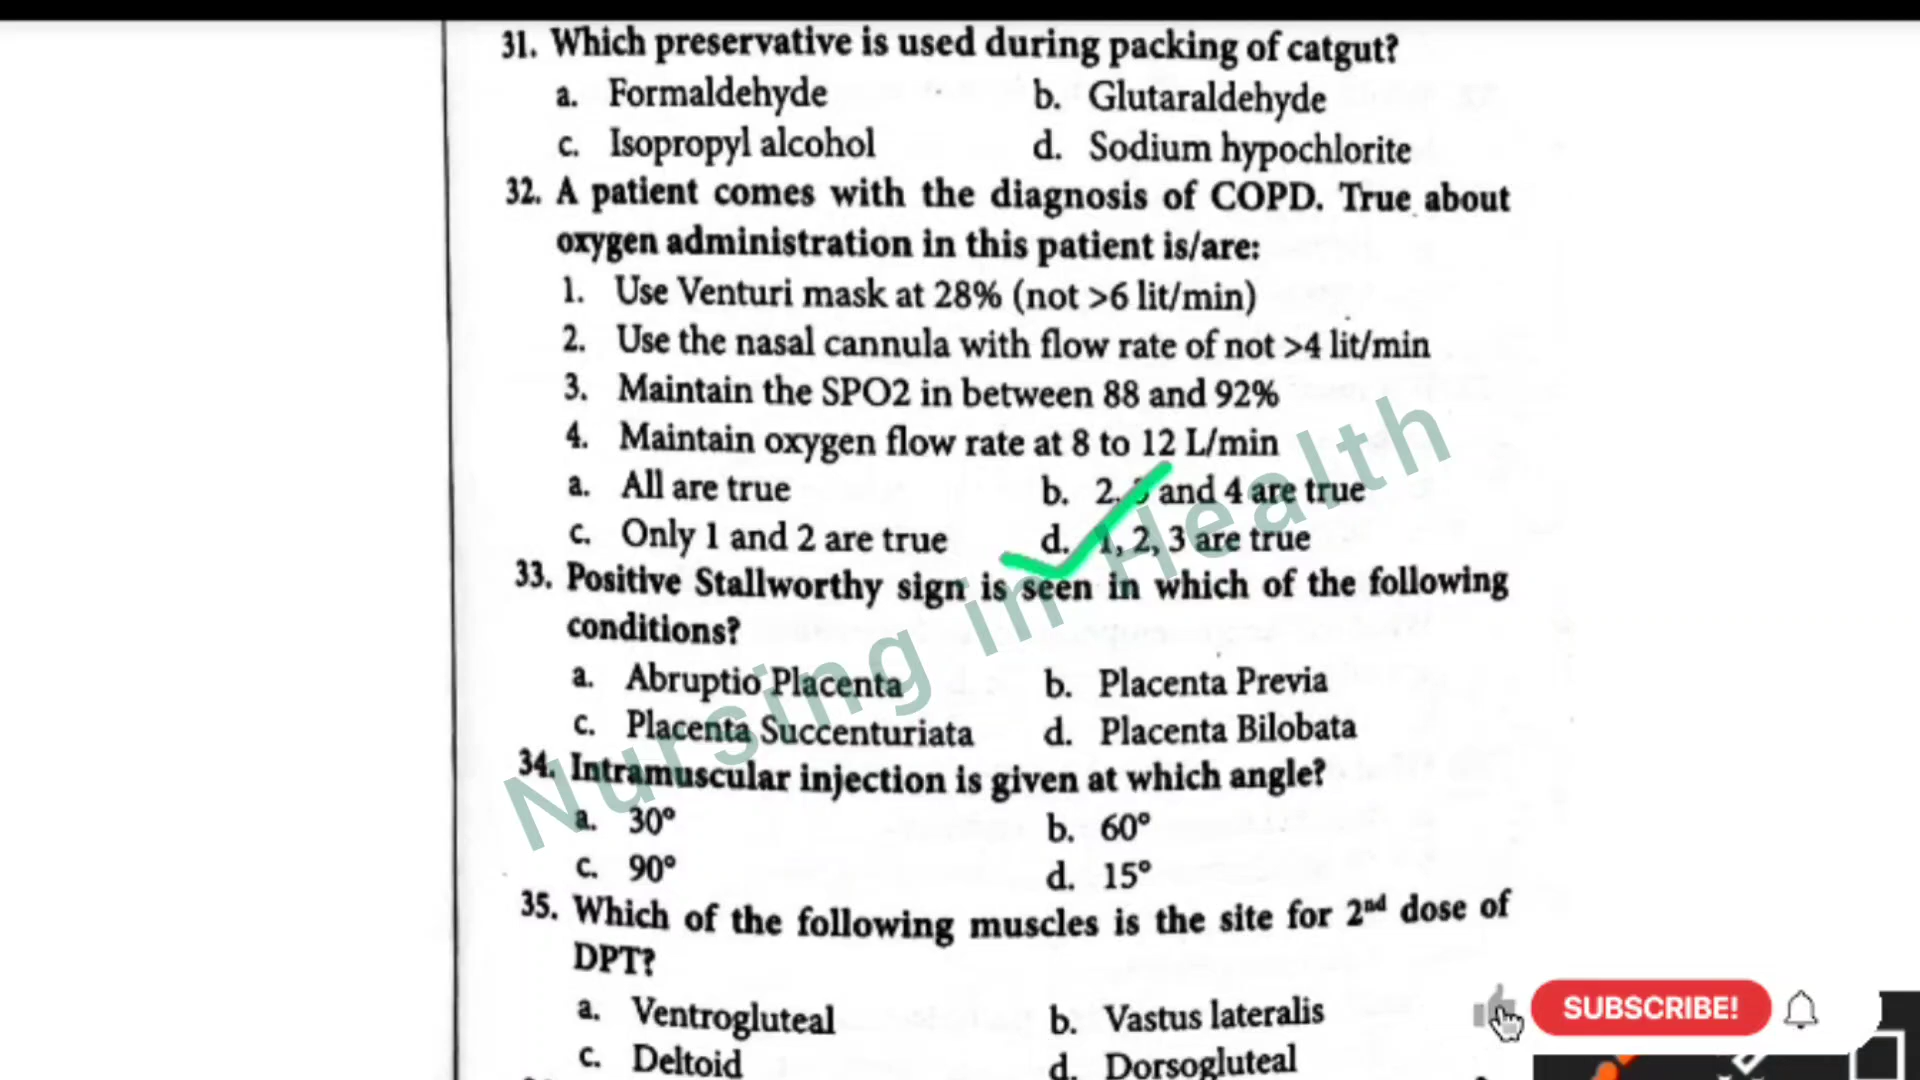 31. Which preservative is used during packing of catgut?
a. Formaldehyde b. Glutaraldehyde
c. Isopropyl alcohol d. Sodium hypochlorite
32. A patient comes with the diagnosis of COPD. True about
oxygen administration in this patient is/are:
1. Use Venturi mask at 28% (not >6 lit/min)
2. Use the nasal cannula with flow rate of not >4 lit/min
3. Maintain the SPO2 in between 88 and 92%
4. Maintain oxygen flow rate at 8 to 12 L/min
a. All are true b. 2, 3 and 4 are true
c. Only 1 and 2 are true d. 1, 2, 3 are true
33. Positive Stallworthy sign is seen in which of the following
conditions?
a. Abruptio Placenta b. Placenta Previa
c. Placenta Succenturiata d. Placenta Bilobata
34. Intramuscular injection is given at which angle?
a. 30° b. 60°
c. 90° d. 15°
35. Which of the following muscles is the site for 2nd dose of
DPT?
a. Ventrogluteal b. Vastus lateralis
c. Deltoid d. Dorsogluteal
Nursing in Health
SUBSCRIBE!